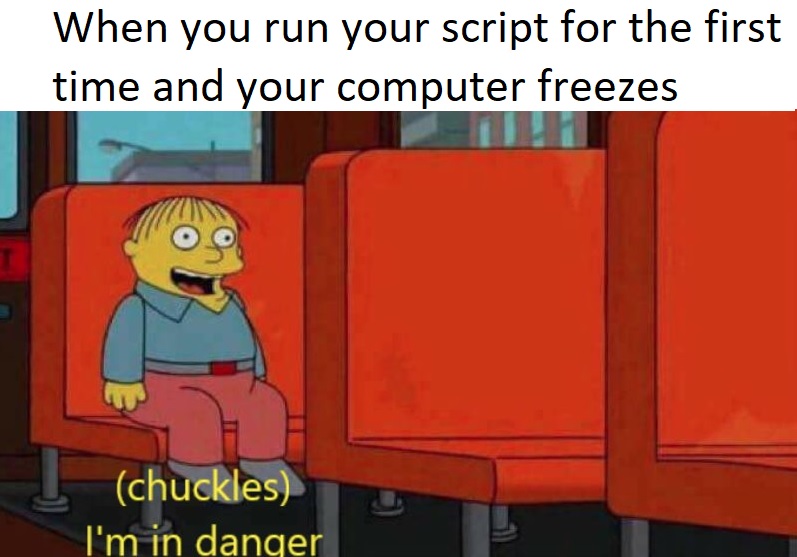 When you run your script for the first
time and your computer freezes
T
(chuckles)
I'm in danger